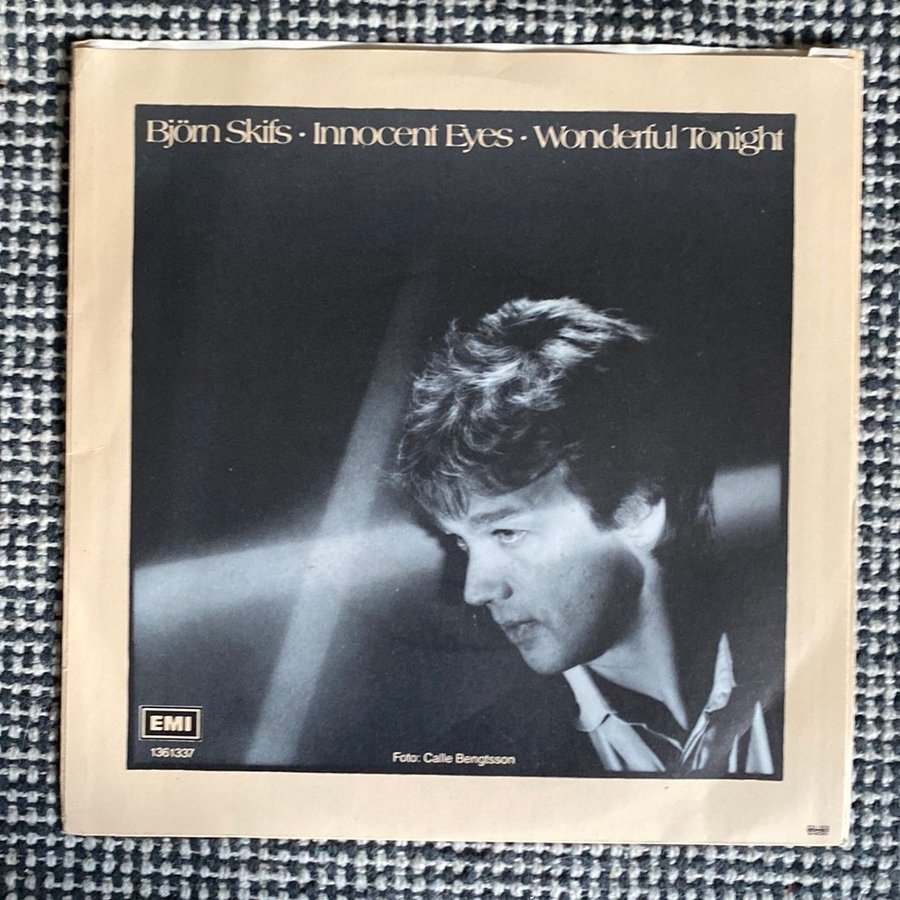 Björn Skifs · Innocent Eyes · Wonderful Tonight
EMI
1361337
Foto: Calle Bengtsson